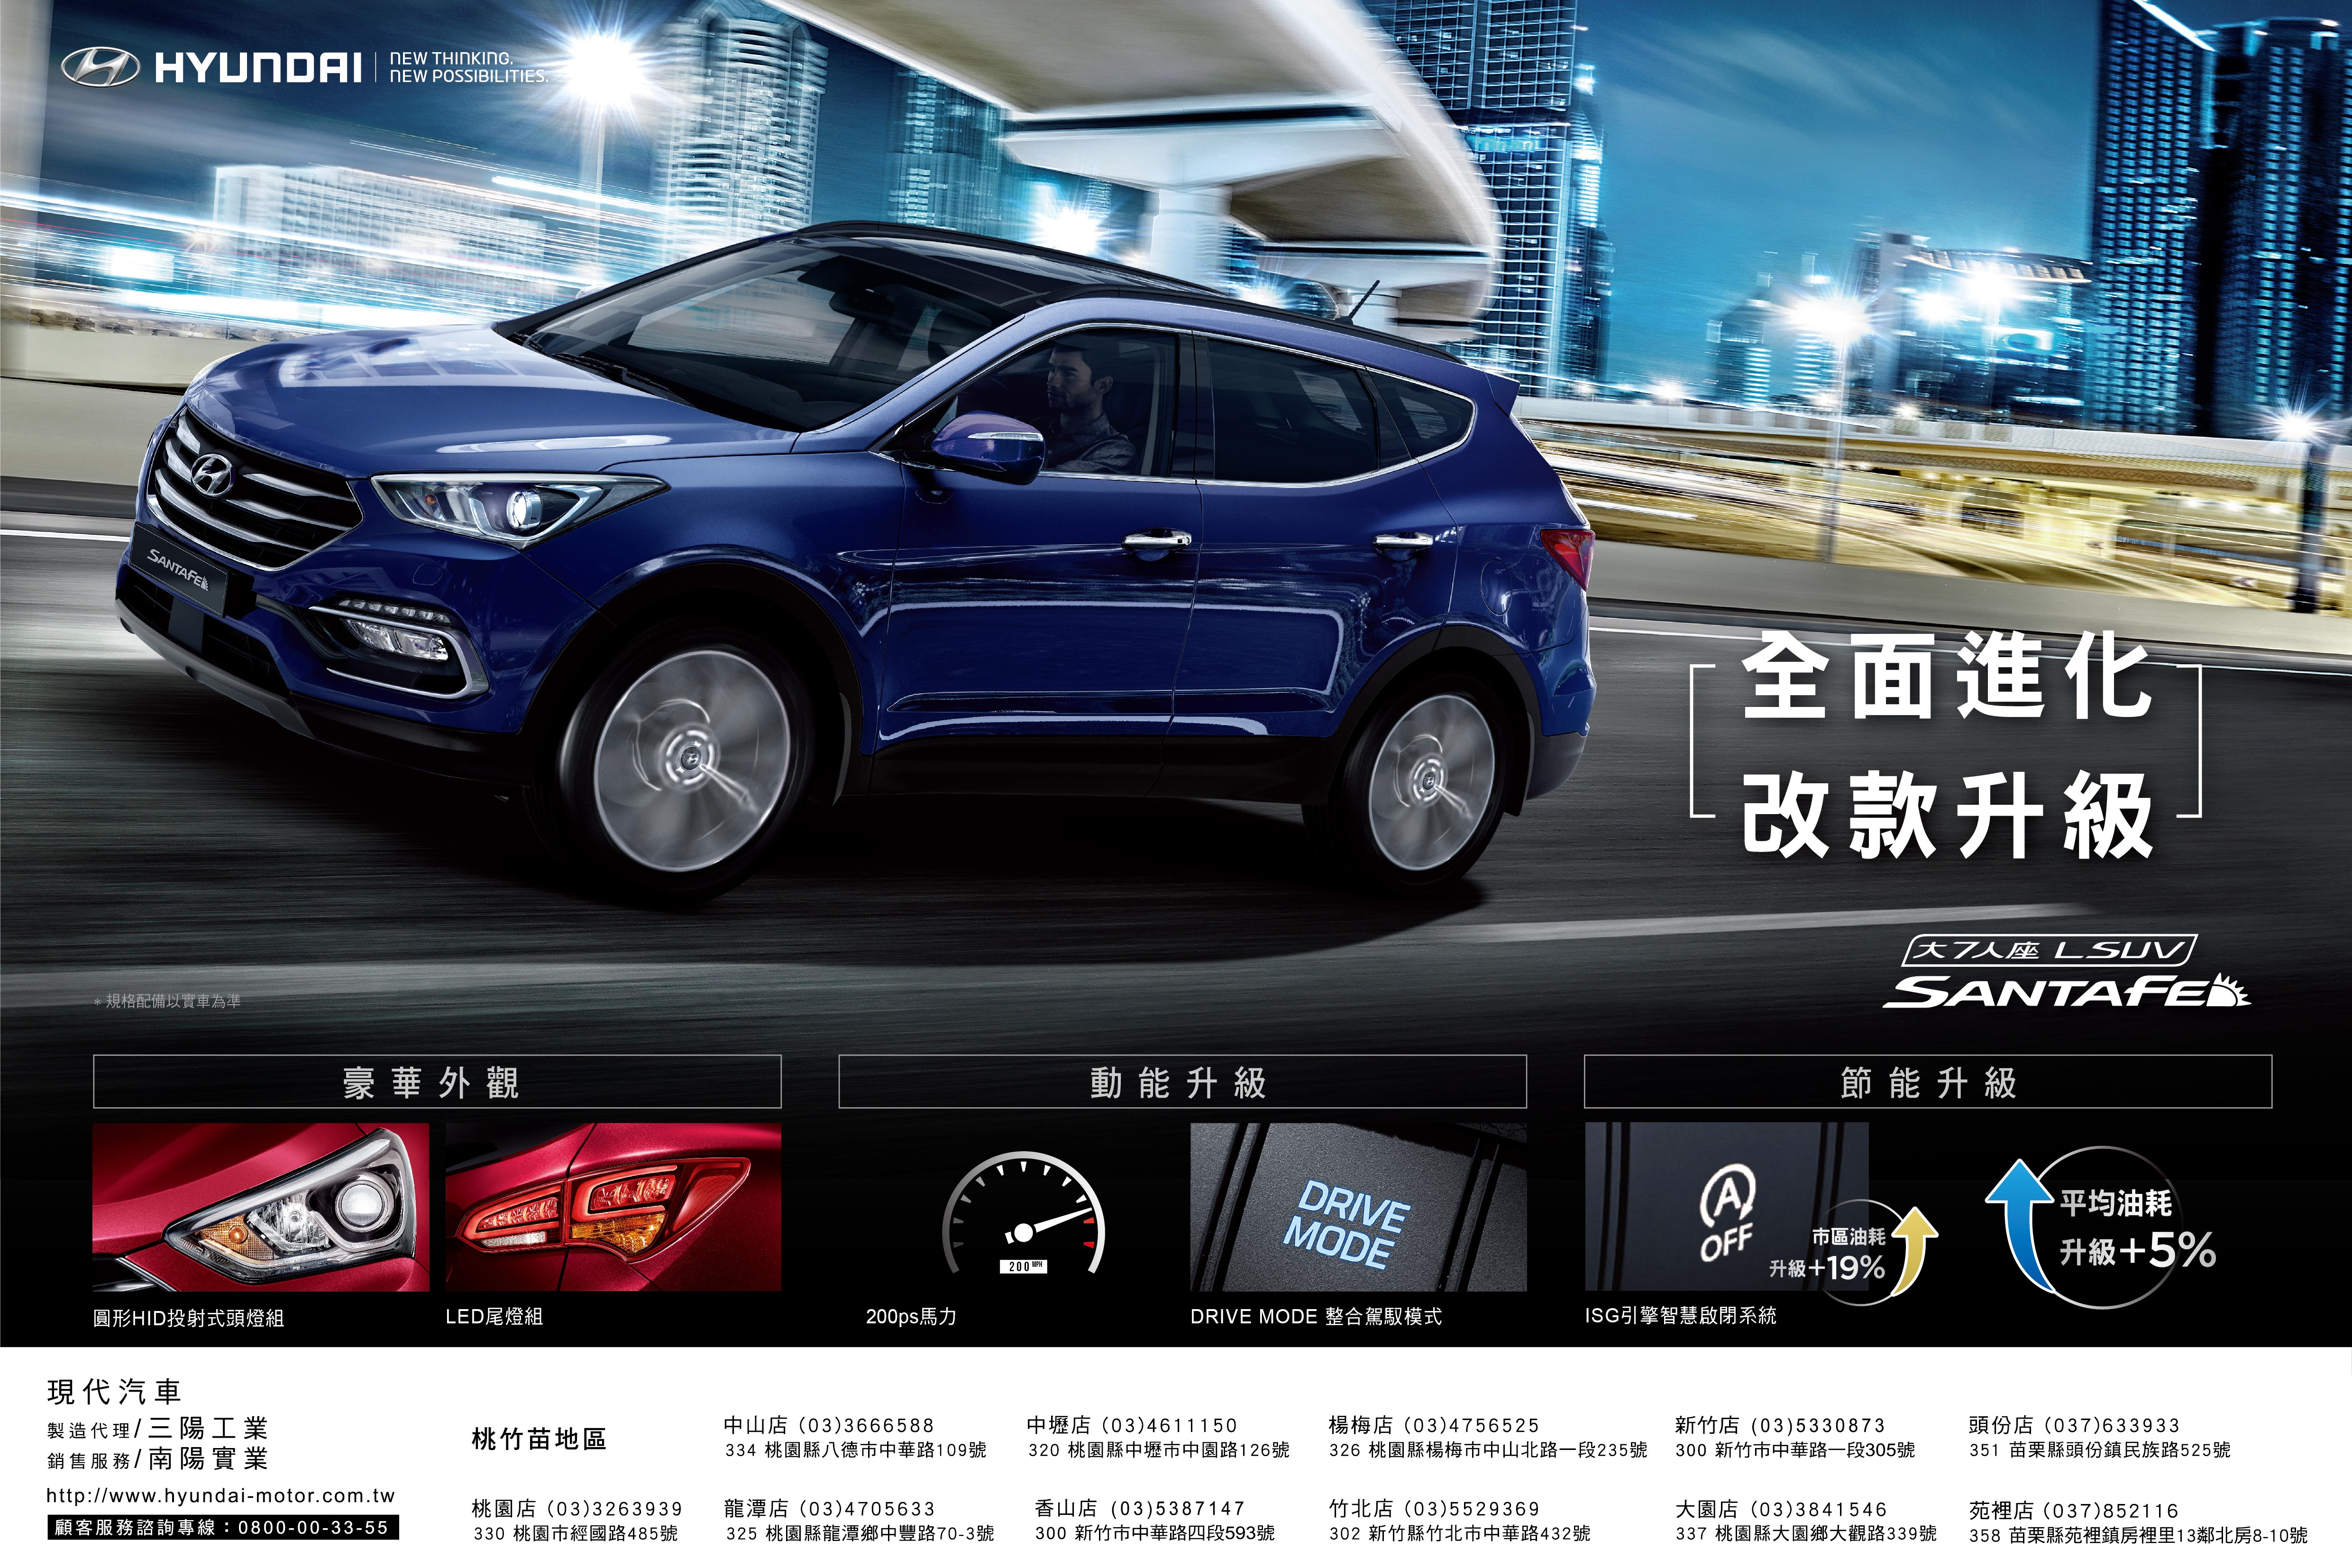 HYUNDAI
NEW THINKING.
NEW POSSIBILITIES.
SANTAFE
全面進化
改款升級
大7人座 LSUV
SANTAFE
* 規格配備以實車為準
豪華外觀
動能升級
節能升級
200 MPH
DRIVE
MODE
A
OFF
市區油耗
升級+19%
平均油耗
升級+5%
圓形HID投射式頭燈組
LED尾燈組
200ps馬力
DRIVE MODE 整合駕馭模式
ISG引擎智慧啟閉系統
現代汽車
製造代理/三陽工業
銷售服務/南陽實業
http://www.hyundai-motor.com.tw
顧客服務諮詢專線：0800-00-33-55
桃竹苗地區
中山店 (03)3666588
334 桃園縣八德市中華路109號
中壢店 (03)4611150
320 桃園縣中壢市中園路126號
楊梅店 (03)4756525
326 桃園縣楊梅市中山北路一段235號
新竹店 (03)5330873
300 新竹市中華路一段305號
頭份店 (037)633933
351 苗栗縣頭份鎮民族路525號
桃園店 (03)3263939
330 桃園市經國路485號
龍潭店 (03)4705633
325 桃園縣龍潭鄉中豐路70-3號
香山店 (03)5387147
300 新竹市中華路四段593號
竹北店 (03)5529369
302 新竹縣竹北市中華路432號
大園店 (03)3841546
337 桃園縣大園鄉大觀路339號
苑裡店 (037)852116
358 苗栗縣苑裡鎮房裡里13鄰北房8-10號